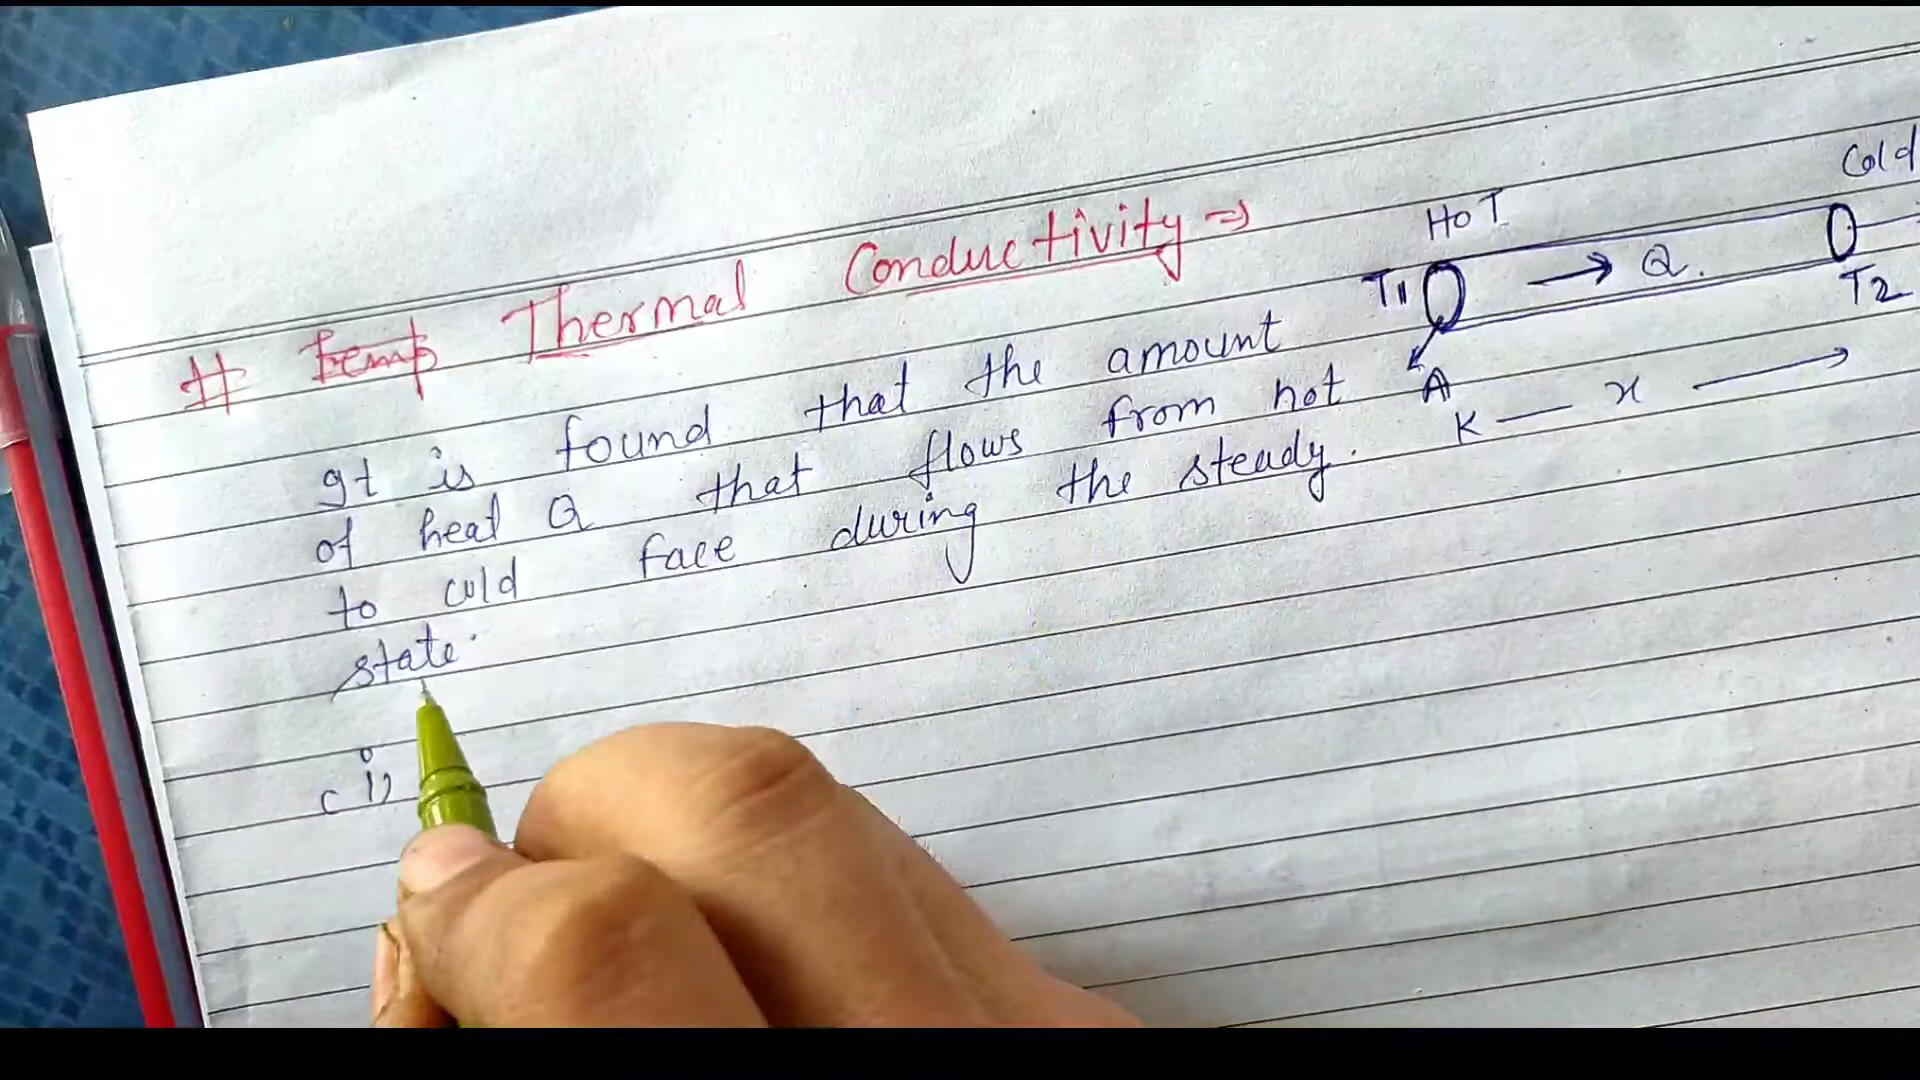 # Temp Thermal Conductivity ⇒
It is found that the amount
of heat Q that flows from hot
to cold face during the steady.
state.
(i)
HOT
Cold
T1 → Q. T2
A
K — x →